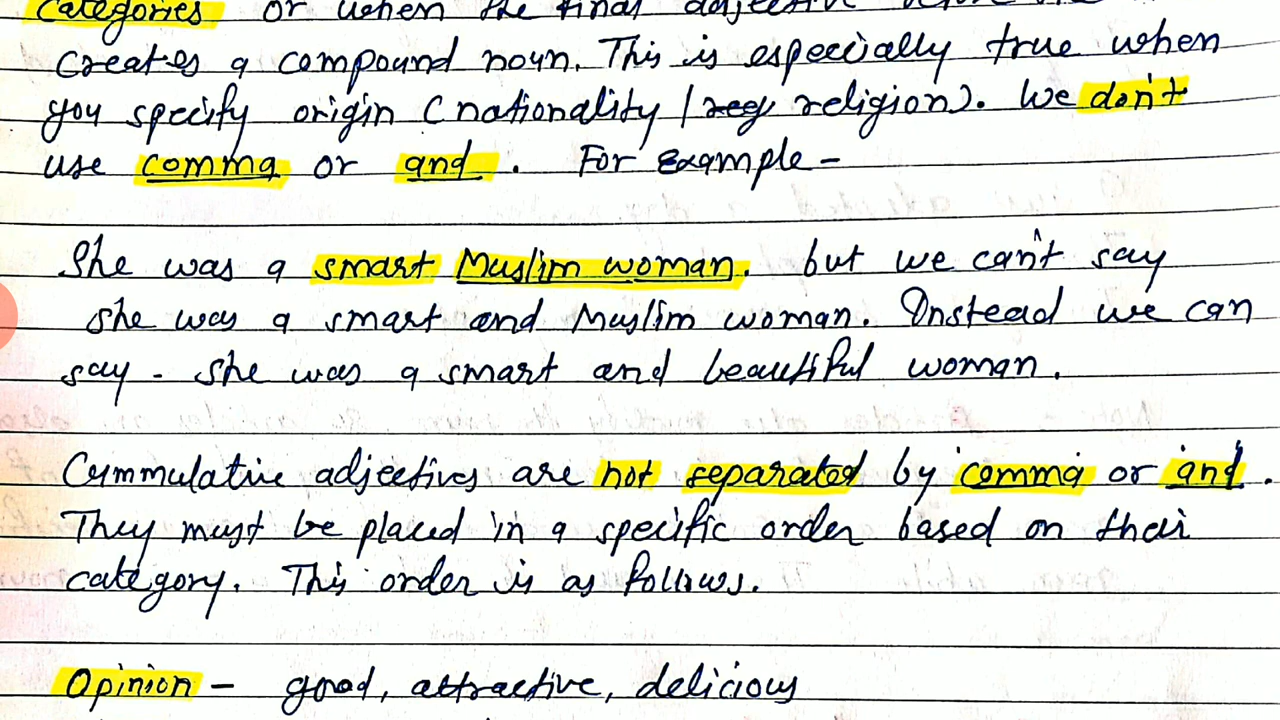 categories or when the final adjective before the
creates a compound noun. This is especially true when
you specify origin (nationality / religion). We don't
use comma or and. For Example -
She was a smart Muslim woman. but we can't say
she was a smart and Muslim woman. Instead we can
say - she was a smart and beautiful woman.
Cummulative adjectives are not separated by comma or and.
They must be placed in a specific order based on their
category. This order is as follows.
Opinion - good, attractive, delicious